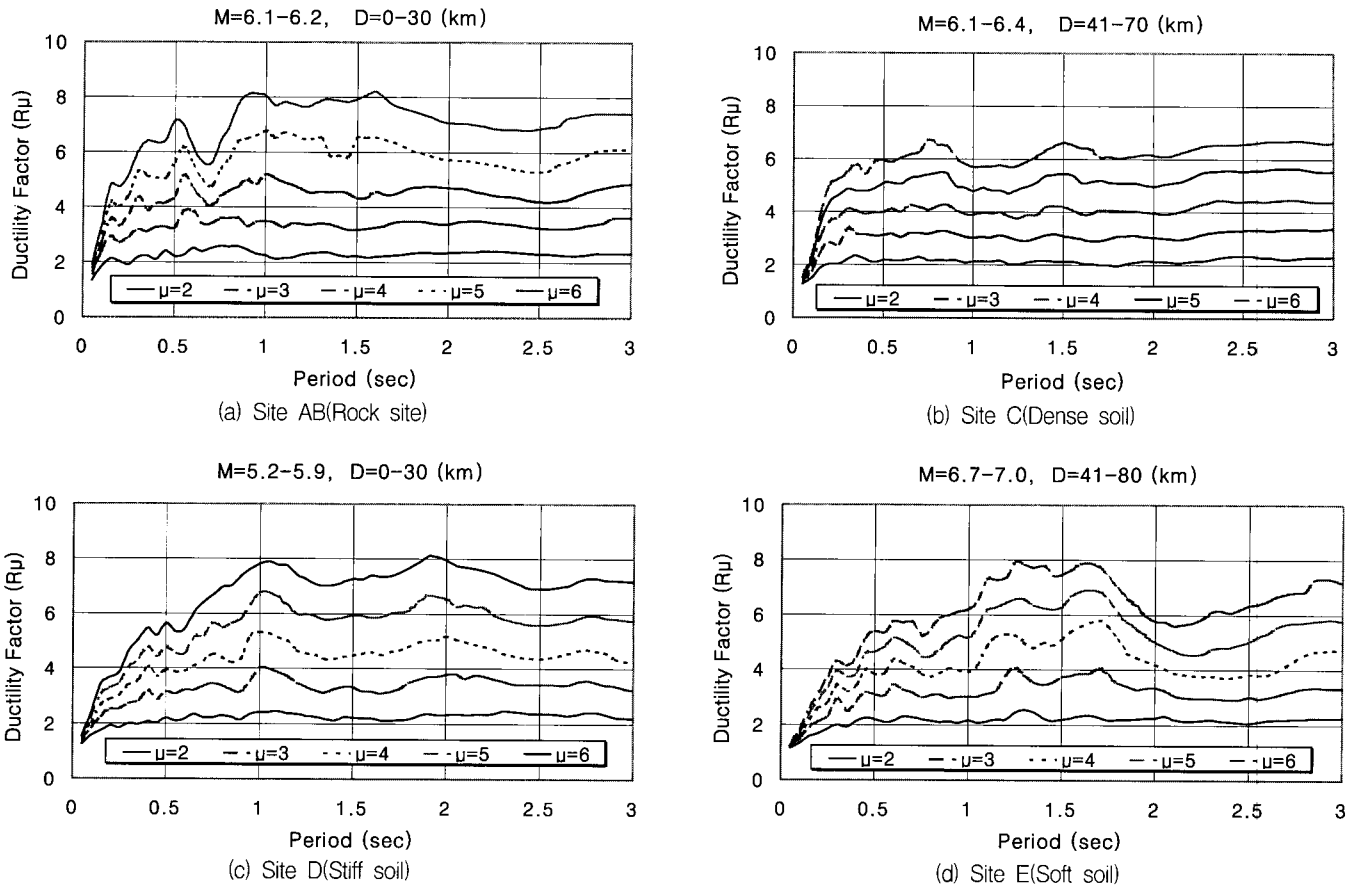 M=6.1-6.2, D=0-30 (km)
10
8
6
4
2
0
Ductility Factor (Rμ)
μ=2 μ=3 μ=4 μ=5 μ=6
0 0.5 1 1.5 2 2.5 3
Period (sec)
(a) Site AB(Rock site)
M=6.1-6.4, D=41-70 (km)
10
8
6
4
2
0
Ductility Factor (Rμ)
μ=2 μ=3 μ=4 μ=5 μ=6
0 0.5 1 1.5 2 2.5 3
Period (sec)
(b) Site C(Dense soil)
M=5.2-5.9, D=0-30 (km)
10
8
6
4
2
0
Ductility Factor (Rμ)
μ=2 μ=3 μ=4 μ=5 μ=6
0 0.5 1 1.5 2 2.5 3
Period (sec)
(c) Site D(Stiff soil)
M=6.7-7.0, D=41-80 (km)
10
8
6
4
2
0
Ductility Factor (Rμ)
μ=2 μ=3 μ=4 μ=5 μ=6
0 0.5 1 1.5 2 2.5 3
Period (sec)
(d) Site E(Soft soil)